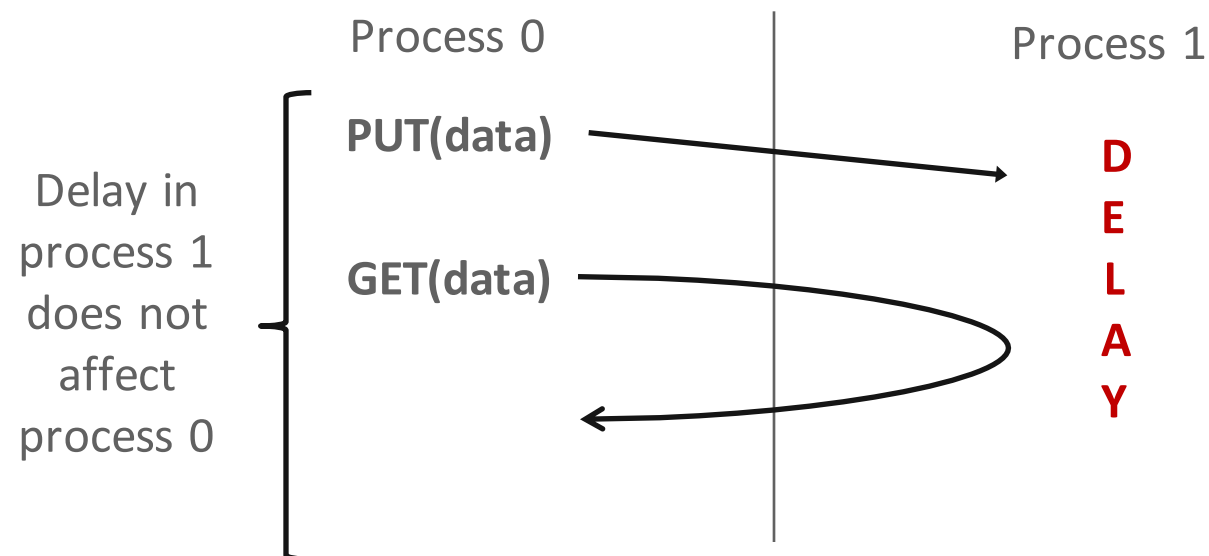 Process 0
Process 1
PUT(data)
GET(data)
Delay in
process 1
does not
affect
process 0
D
E
L
A
Y